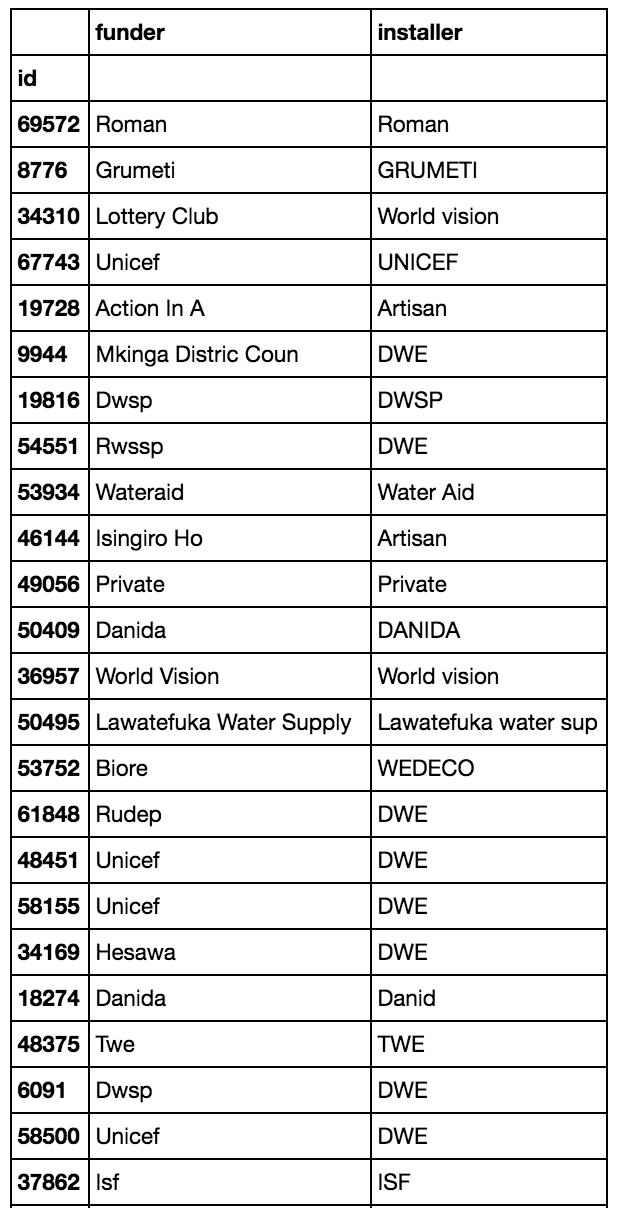 funder installer
id
69572 Roman Roman
8776 Grumeti GRUMETI
34310 Lottery Club World vision
67743 Unicef UNICEF
19728 Action In A Artisan
9944 Mkinga Distric Coun DWE
19816 Dwsp DWSP
54551 Rwssp DWE
53934 Wateraid Water Aid
46144 Isingiro Ho Artisan
49056 Private Private
50409 Danida DANIDA
36957 World Vision World vision
50495 Lawatefuka Water Supply Lawatefuka water sup
53752 Biore WEDECO
61848 Rudep DWE
48451 Unicef DWE
58155 Unicef DWE
34169 Hesawa DWE
18274 Danida Danid
48375 Twe TWE
6091 Dwsp DWE
58500 Unicef DWE
37862 Isf ISF